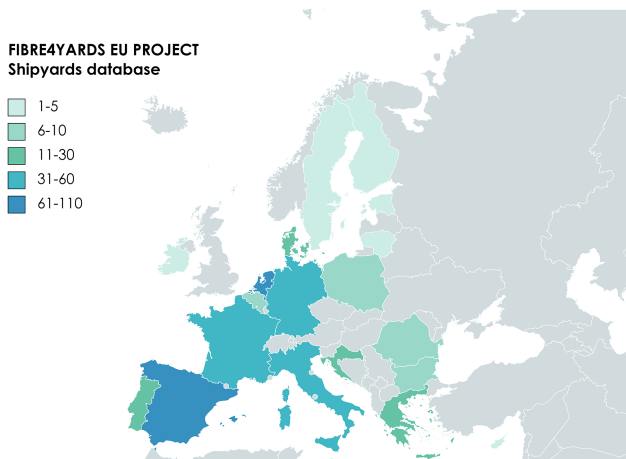 FIBRE4YARDS EU PROJECT
Shipyards database
1-5
6-10
11-30
31-60
61-110